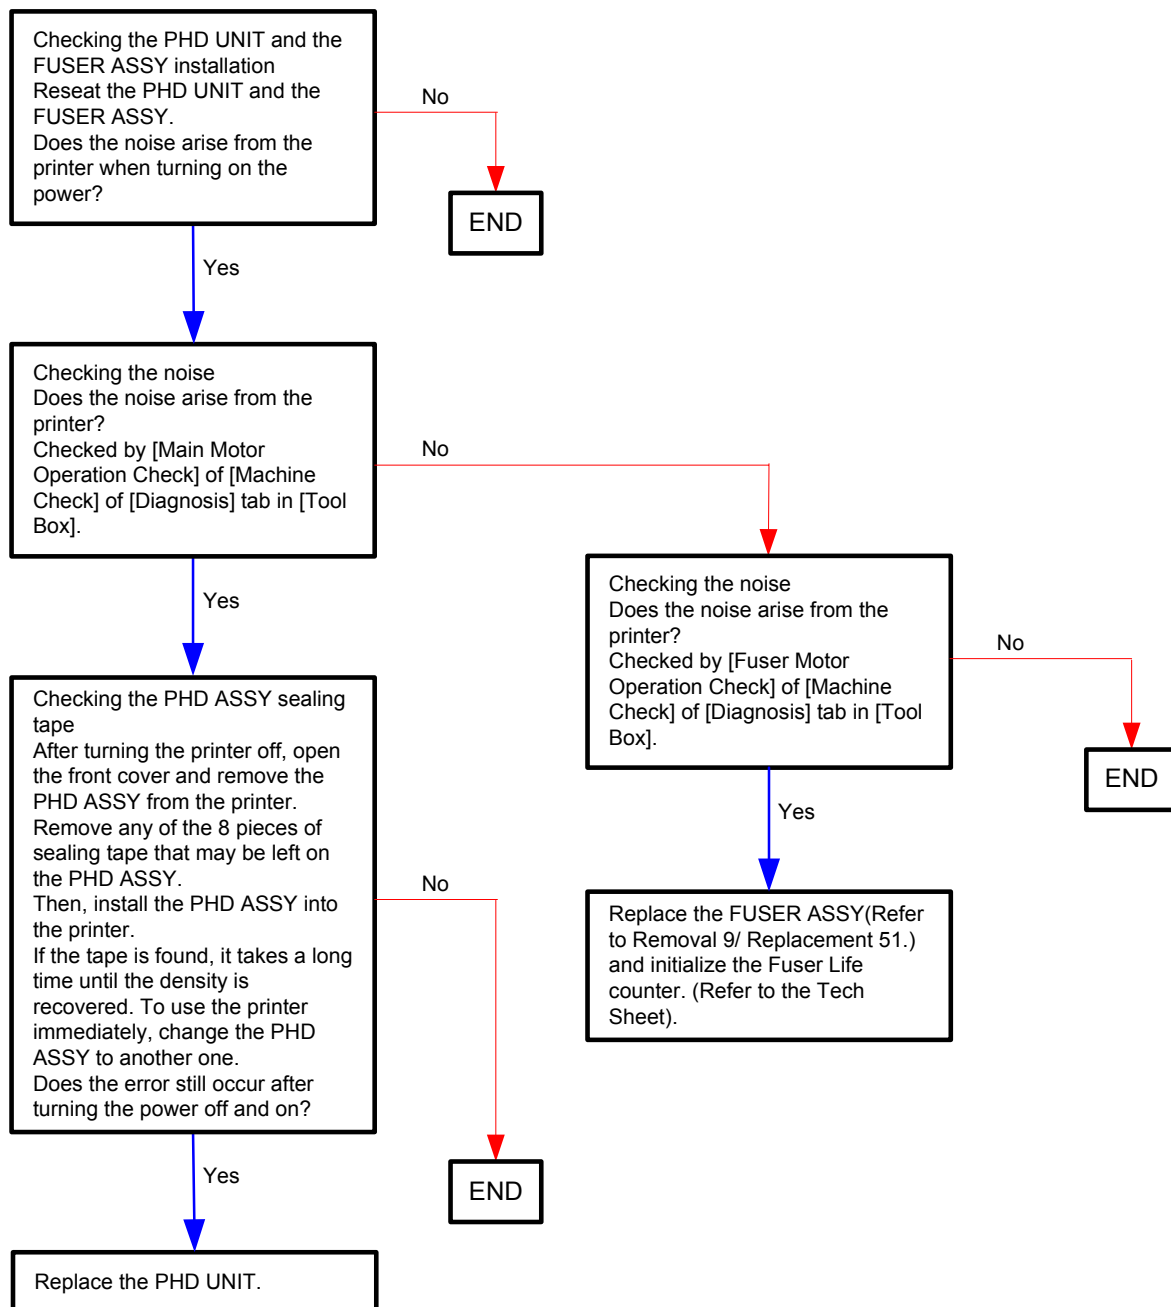 Checking the PHD UNIT and the
FUSER ASSY installation
Reseat the PHD UNIT and the
FUSER ASSY.
Does the noise arise from the
printer when turning on the
power?
No
END
Yes
Checking the noise
Does the noise arise from the
printer?
Checked by [Main Motor
Operation Check] of [Machine
Check] of [Diagnosis] tab in [Tool
Box].
No
Yes
Checking the noise
Does the noise arise from the
printer?
Checked by [Fuser Motor
Operation Check] of [Machine
Check] of [Diagnosis] tab in [Tool
Box].
No
END
Yes
Replace the FUSER ASSY(Refer
to Removal 9/ Replacement 51.)
and initialize the Fuser Life
counter. (Refer to the Tech
Sheet).
Checking the PHD ASSY sealing
tape
After turning the printer off, open
the front cover and remove the
PHD ASSY from the printer.
Remove any of the 8 pieces of
sealing tape that may be left on
the PHD ASSY.
Then, install the PHD ASSY into
the printer.
If the tape is found, it takes a long
time until the density is
recovered. To use the printer
immediately, change the PHD
ASSY to another one.
Does the error still occur after
turning the power off and on?
No
END
Yes
Replace the PHD UNIT.